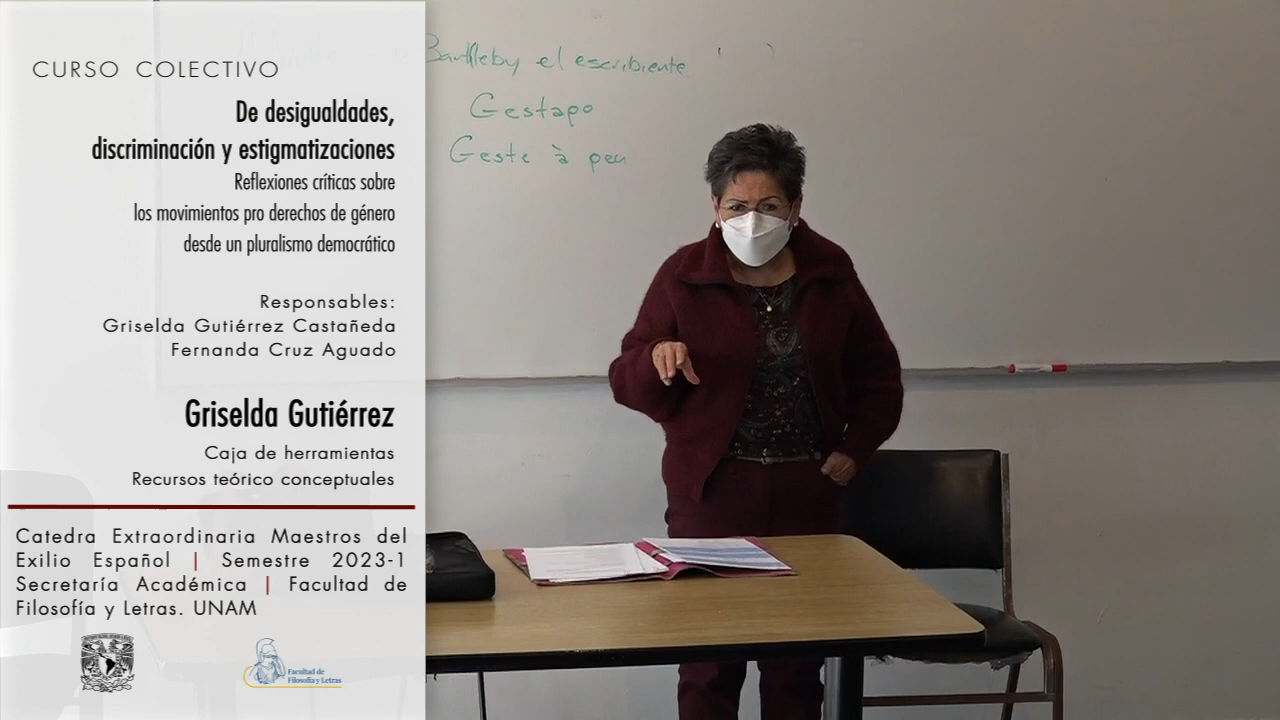 CURSO COLECTIVO
De desigualdades,
discriminación y estigmatizaciones
Reflexiones críticas sobre
los movimientos pro derechos de género
desde un pluralismo democrático
Responsables:
Griselda Gutiérrez Castañeda
Fernanda Cruz Aguado
Griselda Gutiérrez
Caja de herramientas
Recursos teórico conceptuales
Catedra Extraordinaria Maestros del
Exilio Español | Semestre 2023-1
Secretaría Académica | Facultad de
Filosofía y Letras. UNAM
Facultad de
Filosofía y Letras
el escribiente
Gestapo
Geste à peu